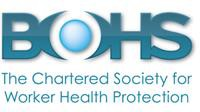 BOHS
The Chartered Society for
Worker Health Protection